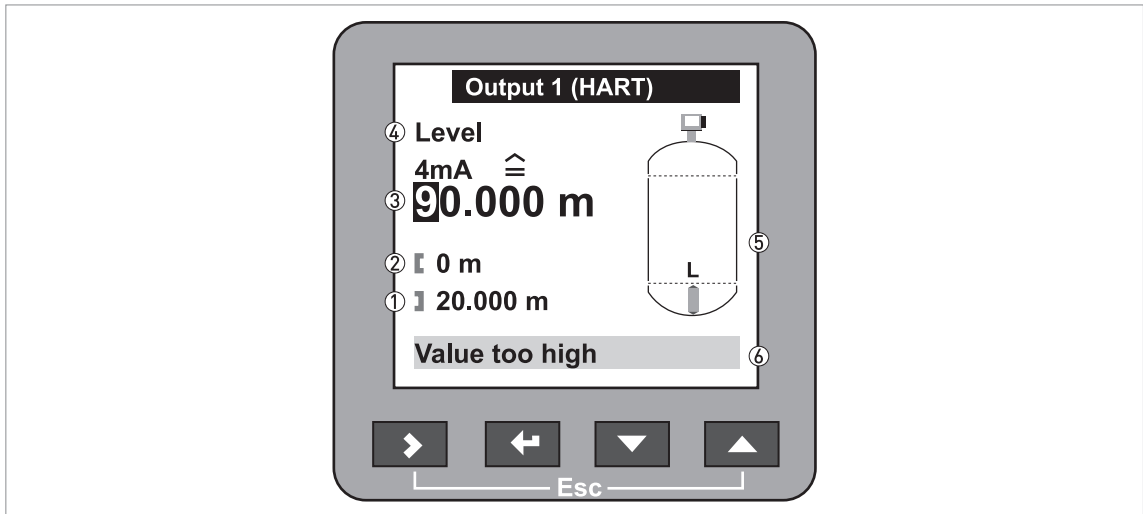 Output 1 (HART)
④ Level
4mA ≙
③ 90.000 m
⑤
② [ 0 m
L
① ] 20.000 m
Value too high ⑥
Esc